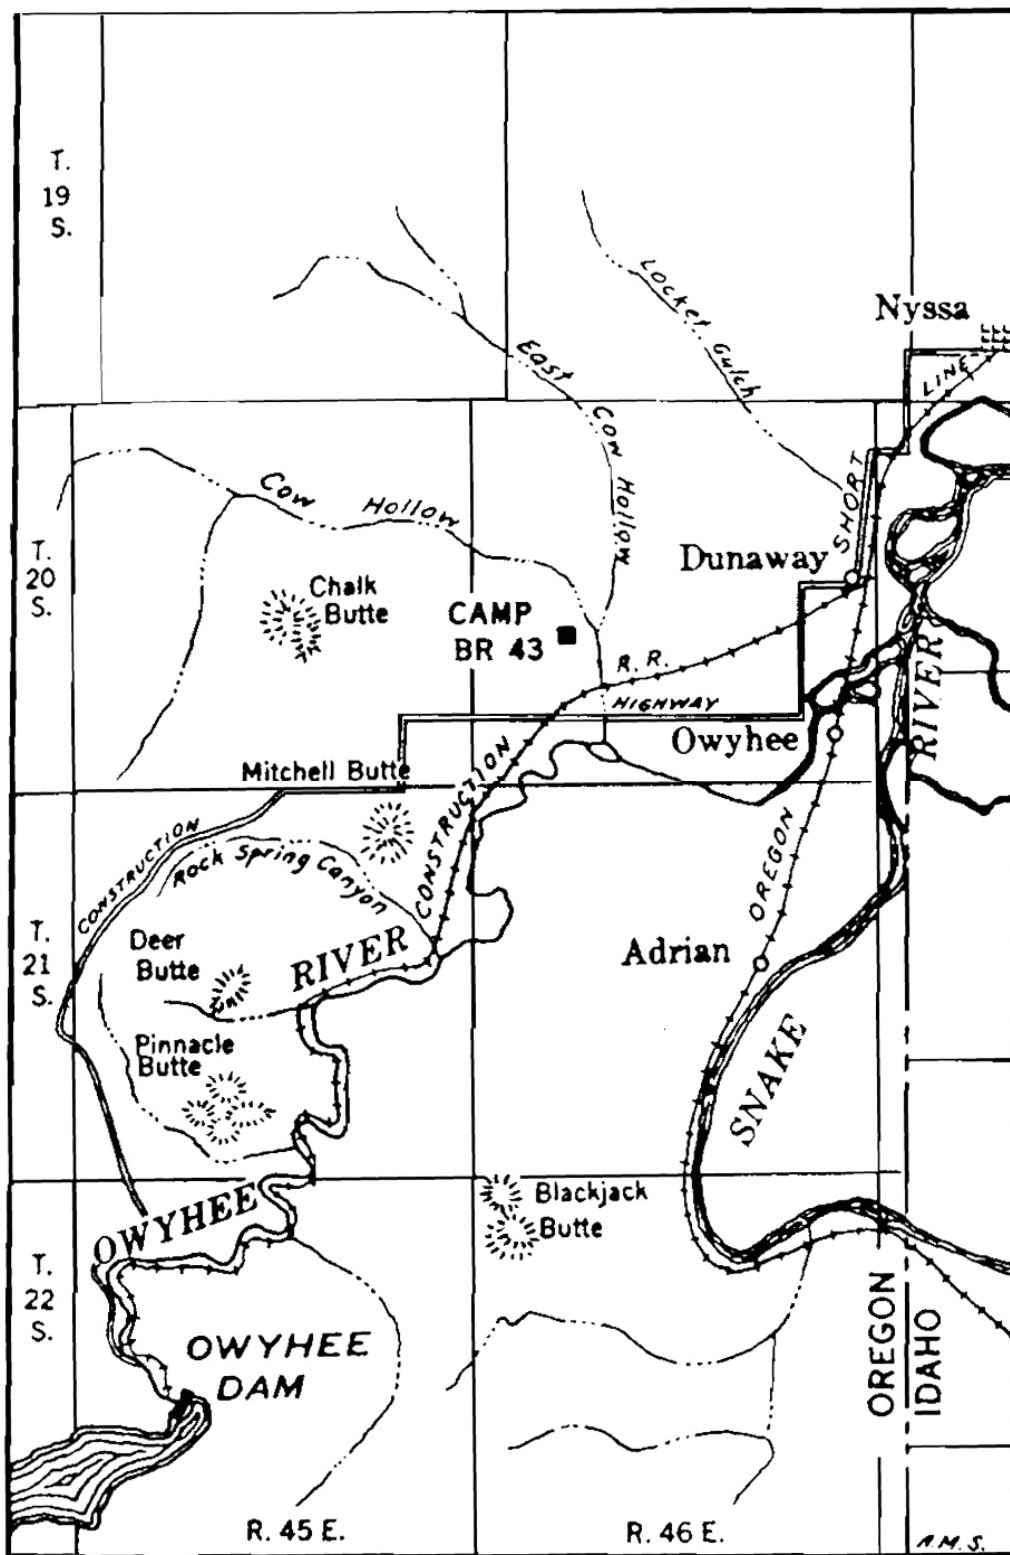 T.
19
S.
Locket Gulch
Nyssa
LINE
East Cow Hollow
SHORT
Cow Hollow
T.
20
S.
Dunaway
Chalk
Butte
CAMP
BR 43
R. R.
RIVER
HIGHWAY
Owyhee
Mitchell Butte
CONSTRUCTION
CONSTRUCTION
Rock Spring Canyon
OREGON
T.
21
S.
Deer
Butte
RIVER
Adrian
Pinnacle
Butte
SNAKE
Blackjack
Butte
OWYHEE
T.
22
S.
OREGON
IDAHO
OWYHEE
DAM
R. 45 E.
R. 46 E.
A.M.S.